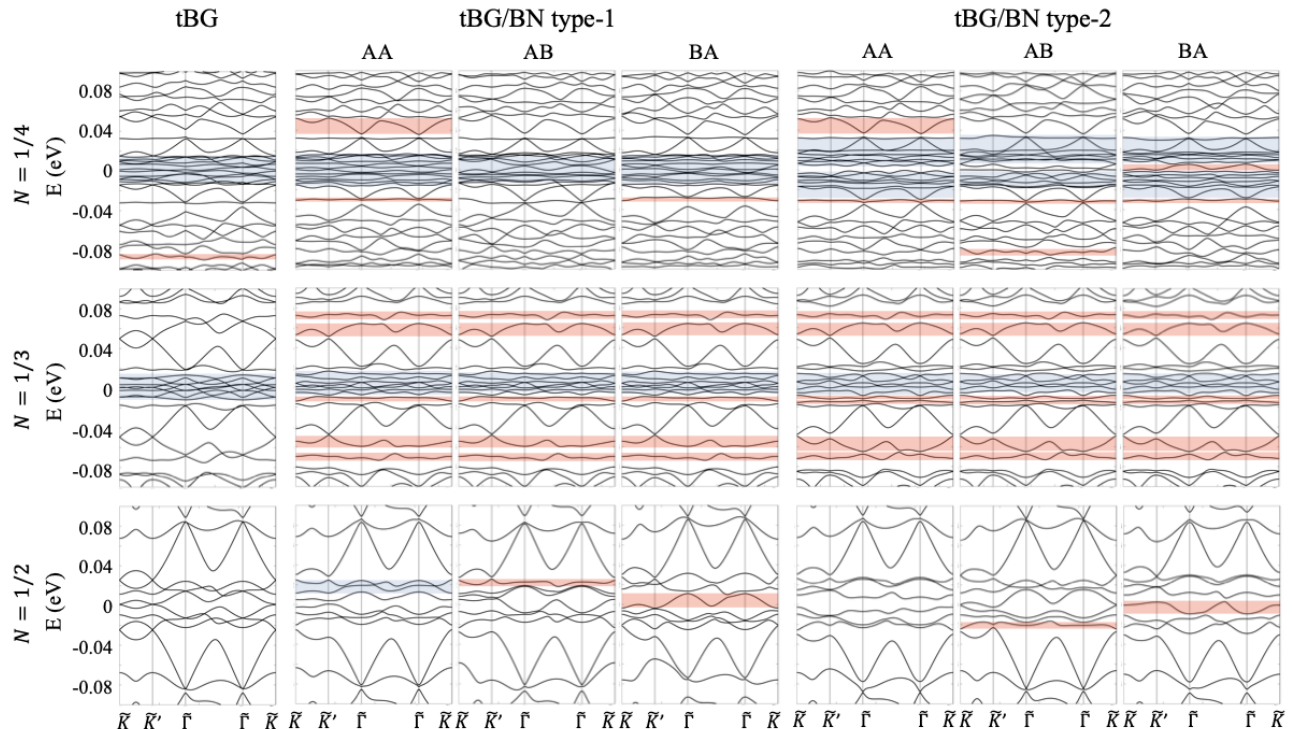 tBG tBG/BN type-1 tBG/BN type-2
AA AB BA AA AB BA
N = 1/4
E (eV)
0.08
0.04
0
-0.04
-0.08
N = 1/3
E (eV)
0.08
0.04
0
-0.04
-0.08
N = 1/2
E (eV)
0.08
0.04
0
-0.04
-0.08
K̃ K̃′ Γ̃ Γ̃ K̃ K̃ K̃′ Γ̃ Γ̃ K̃ K̃′ Γ̃ Γ̃ K̃ K̃′ Γ̃ Γ̃ K̃ K̃ K̃′ Γ̃ Γ̃ K̃ K̃ K̃′ Γ̃ Γ̃ K̃ K̃ K̃′ Γ̃ Γ̃ K̃